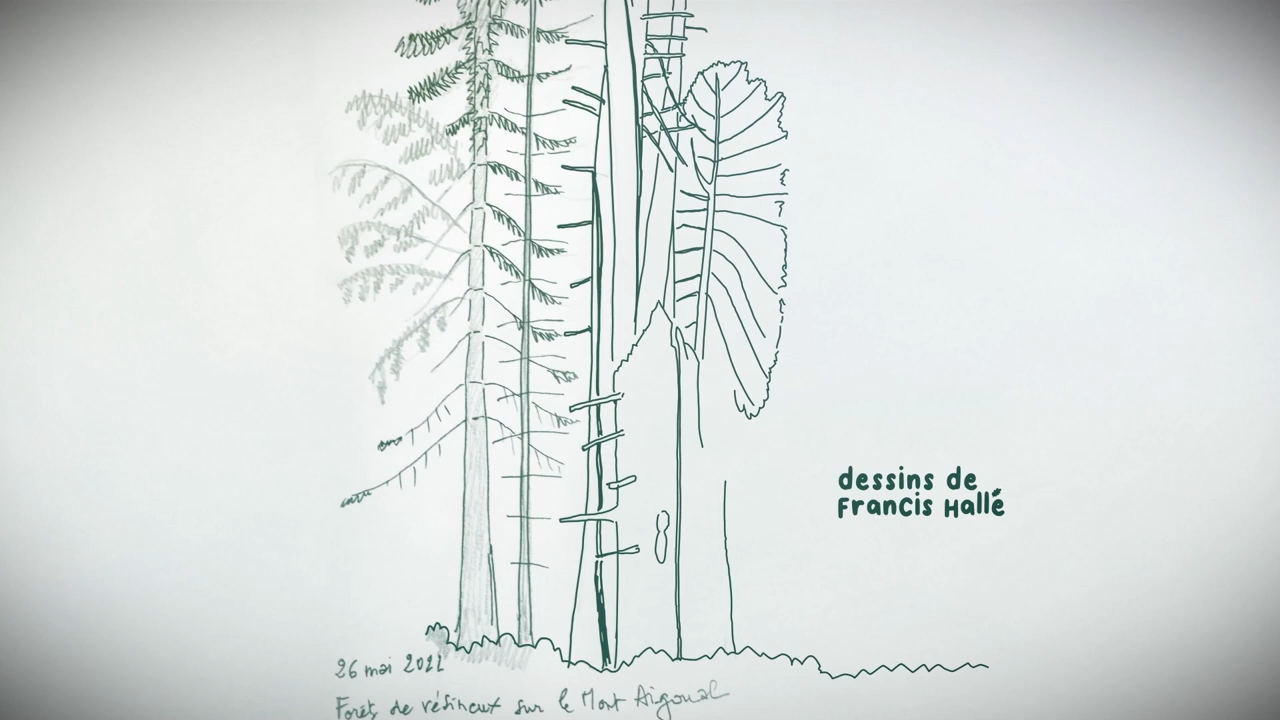 dessins de
Francis Hallé
26 mai 2022
Forêt de résineux sur le Mont Aigoual